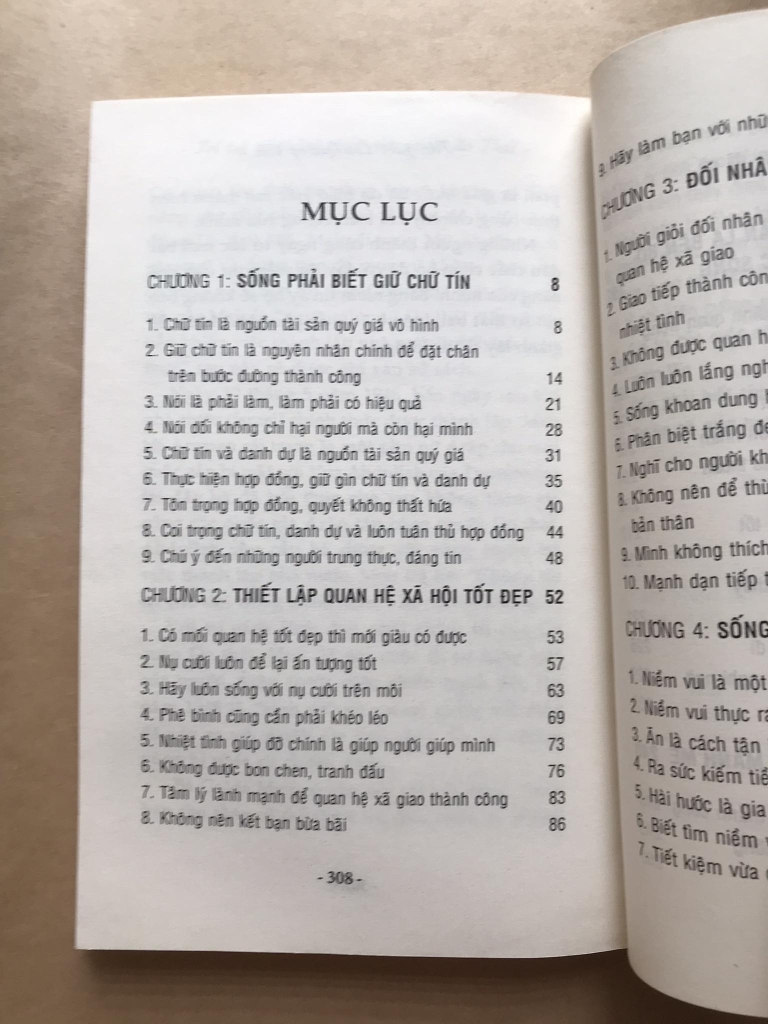 MỤC LỤC
CHƯƠNG 1: SỐNG PHẢI BIẾT GIỮ CHỮ TÍN 8
1. Chữ tín là nguồn tài sản quý giá vô hình 8
2. Giữ chữ tín là nguyên nhân chính để đặt chân
trên bước đường thành công 14
3. Nói là phải làm, làm phải có hiệu quả 21
4. Nói dối không chỉ hại người mà còn hại mình 28
5. Chữ tín và danh dự là nguồn tài sản quý giá 31
6. Thực hiện hợp đồng, giữ gìn chữ tín và danh dự 35
7. Tôn trọng hợp đồng, quyết không thất hứa 40
8. Coi trọng chữ tín, danh dự và luôn tuân thủ hợp đồng 44
9. Chú ý đến những người trung thực, đáng tin 48
CHƯƠNG 2: THIẾT LẬP QUAN HỆ XÃ HỘI TỐT ĐẸP 52
1. Có mối quan hệ tốt đẹp thì mới giàu có được 53
2. Nụ cười luôn để lại ấn tượng tốt 57
3. Hãy luôn sống với nụ cười trên môi 63
4. Phê bình cũng cần phải khéo léo 69
5. Nhiệt tình giúp đỡ chính là giúp người giúp mình 73
6. Không được bon chen, tranh đấu 76
7. Tâm lý lành mạnh để quan hệ xã giao thành công 83
8. Không nên kết bạn bừa bãi 86
- 308 -
9. Hãy làm bạn với
CHƯƠNG 3: ĐỐI
1. Người giỏi đối nhân
quan hệ xã giao
2. Giao tiếp thành
nhiệt tình
3. Không được quan
4. Luôn luôn lắng
5. Sống khoan dung
6. Phân biệt trắng
7. Nghĩ cho người
8. Không nên để
bản thân
9. Mình không thích
10. Mạnh dạn tiếp
CHƯƠNG 4: SỐNG
1. Niềm vui là một
2. Niềm vui thực
3. Ăn là cách tận
4. Ra sức kiếm
5. Hài hước là gia
6. Biết tìm niềm
7. Tiết kiệm vừa